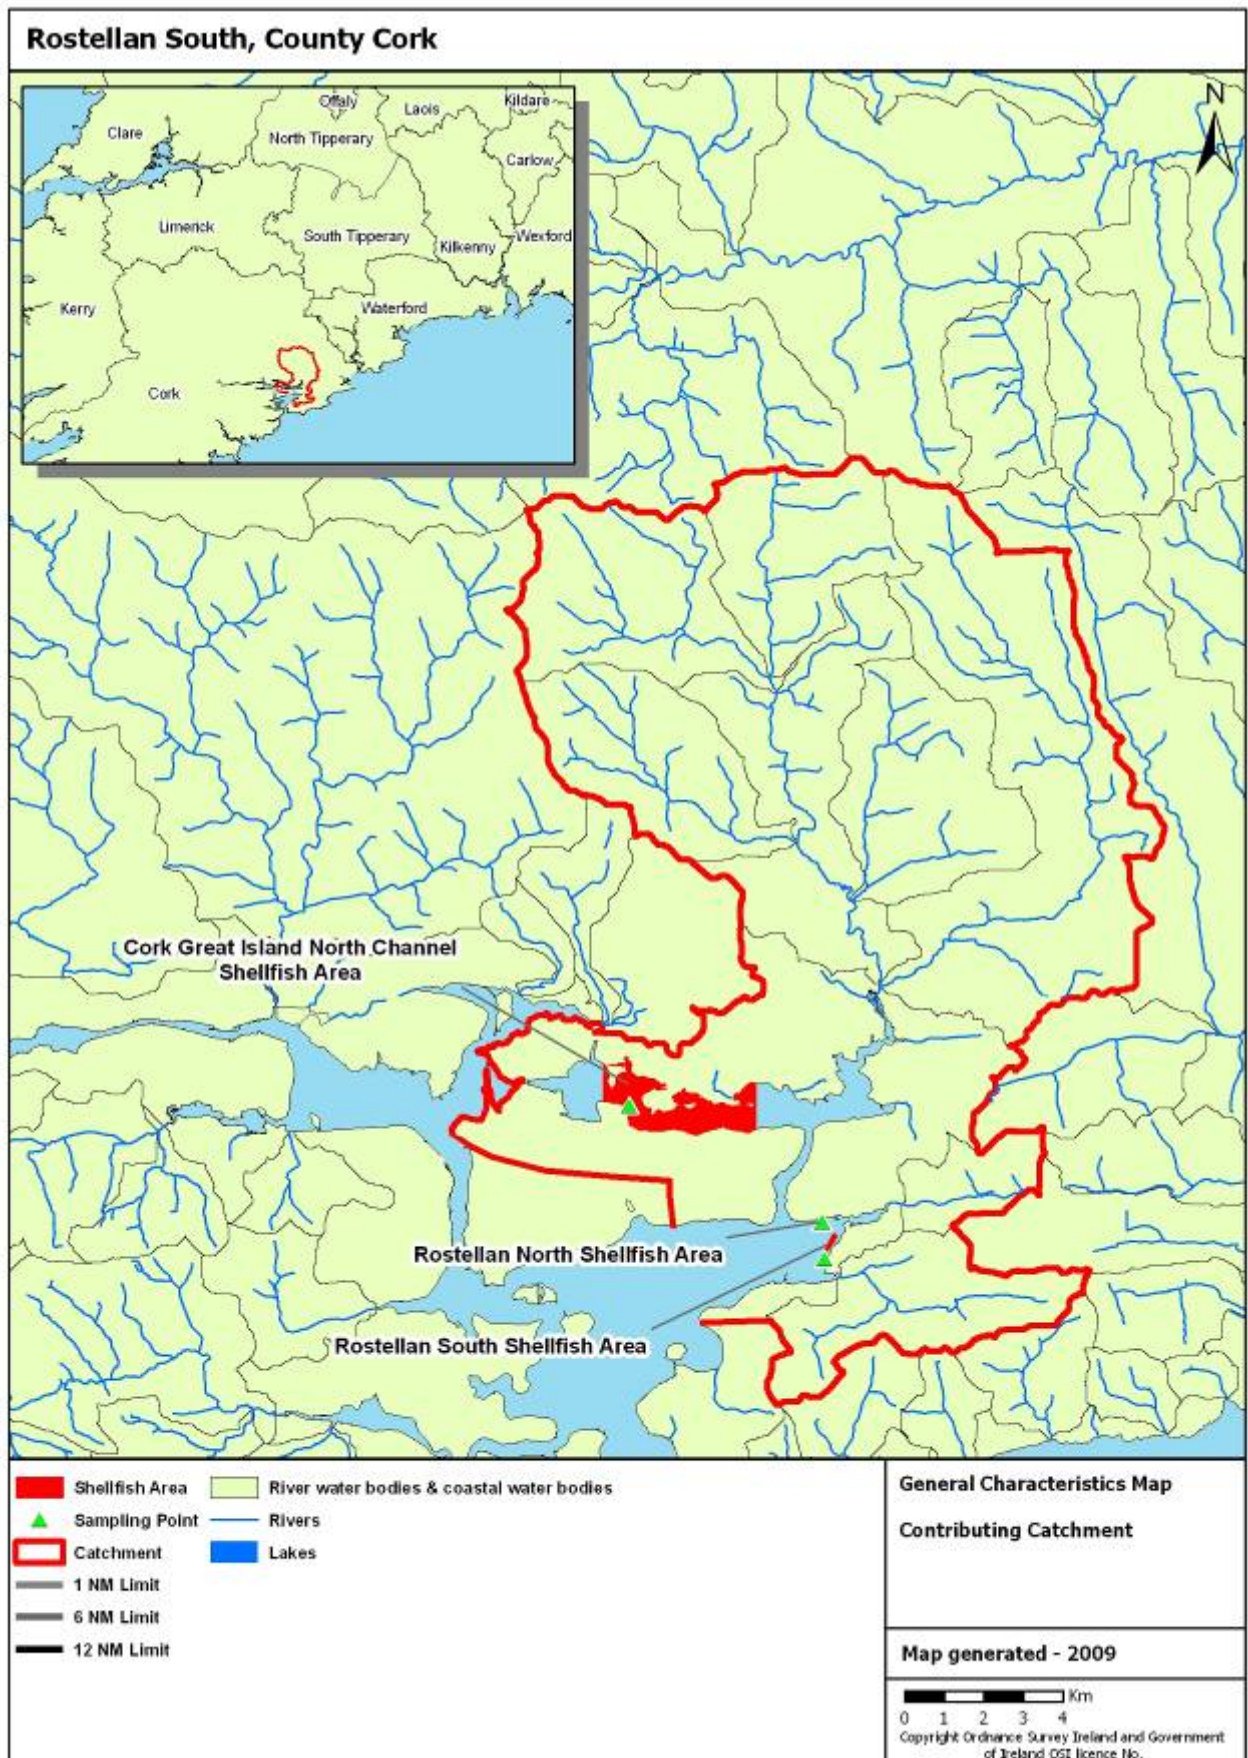 Rostellan South, County Cork
N
Offaly
Laois
Kildare
Clare
North Tipperary
Carlow
Limerick
South Tipperary
Kilkenny
Wexford
Kerry
Waterford
Cork
Cork Great Island North Channel
Shellfish Area
Rostellan North Shellfish Area
Rostellan South Shellfish Area
Shellfish Area
River water bodies & coastal water bodies
Sampling Point
Rivers
Catchment
Lakes
1 NM Limit
6 NM Limit
12 NM Limit
General Characteristics Map
Contributing Catchment
Map generated - 2009
Km
0 1 2 3 4
Copyright Ordnance Survey Ireland and Government
of Ireland OSI licence No.